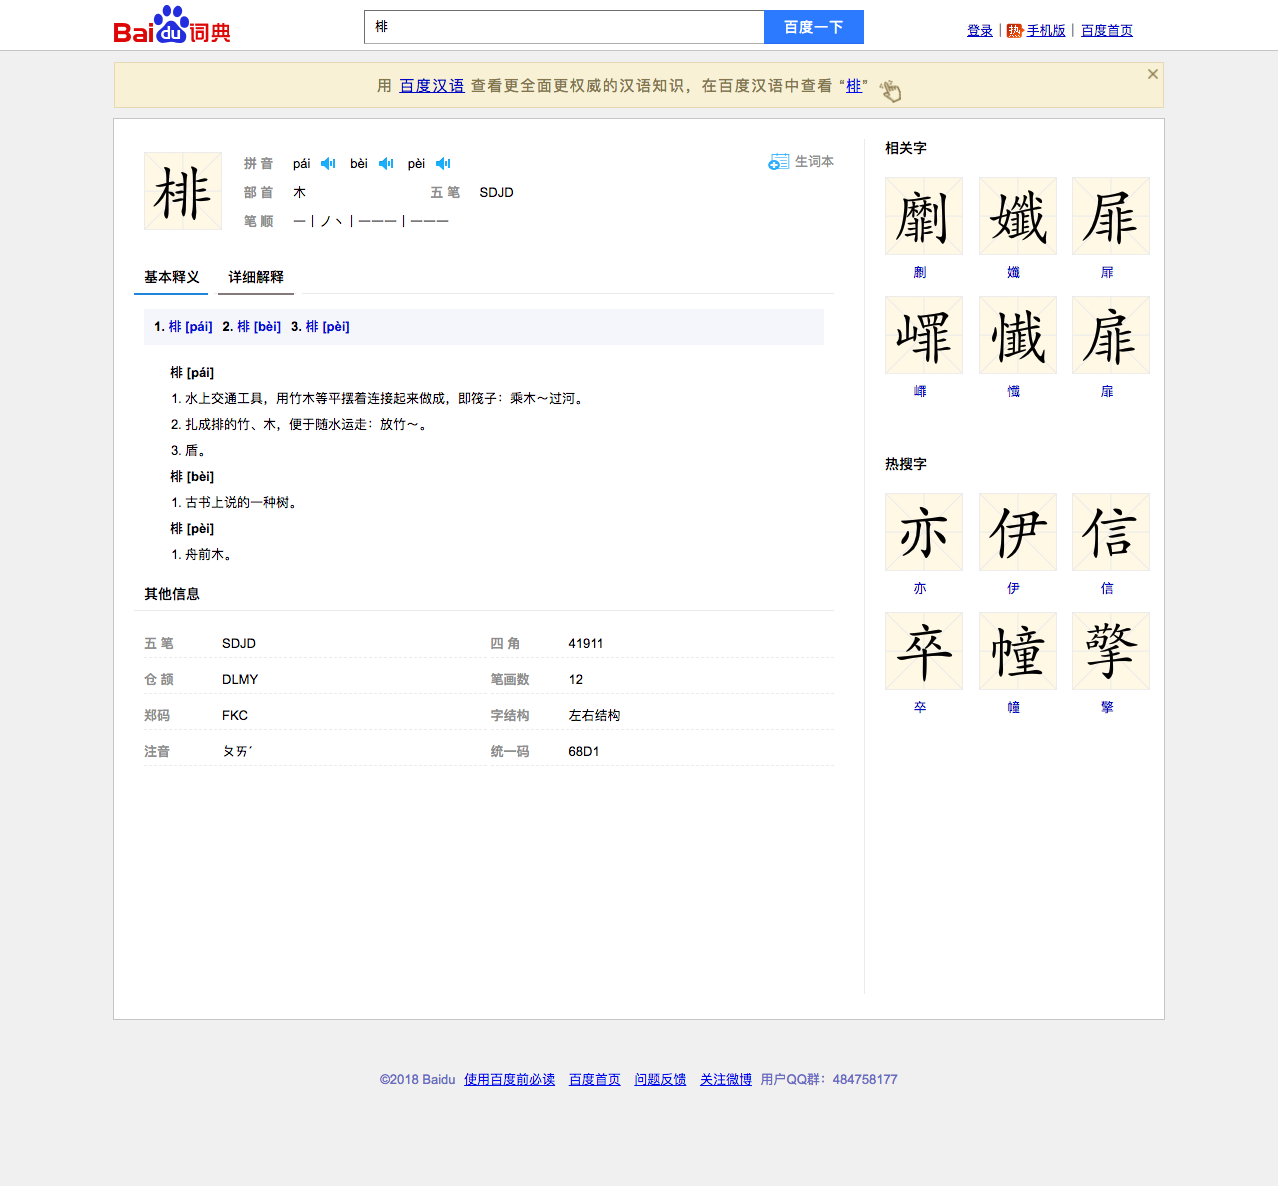 Baidu词典
棑
百度一下
登录 | 热 手机版 | 百度首页
用 百度汉语 查看更全面更权威的汉语知识，在百度汉语中查看 “棑”
棑
拼 音 pái bèi pèi
生词本
部 首 木 五 笔 SDJD
笔 顺 一丨ノ丶丨一一一丨一一一
基本释义 详细解释
1. 棑 [pái] 2. 棑 [bèi] 3. 棑 [pèi]
棑 [pái]
1. 水上交通工具，用竹木等平摆着连接起来做成，即筏子：乘木～过河。
2. 扎成排的竹、木，便于随水运走：放竹～。
3. 盾。
棑 [bèi]
1. 古书上说的一种树。
棑 [pèi]
1. 舟前木。
其他信息
五 笔 SDJD 四 角 41911
仓 颉 DLMY 笔画数 12
郑码 FKC 字结构 左右结构
注音 ㄆㄞˊ 统一码 68D1
相关字
孅 屝
孅 屝
懴 扉
扉
热搜字
亦 伊 信
亦 伊 信
卒 幢 擎
卒 幢 擎
©2018 Baidu 使用百度前必读 百度首页 问题反馈 关注微博 用户QQ群：484758177